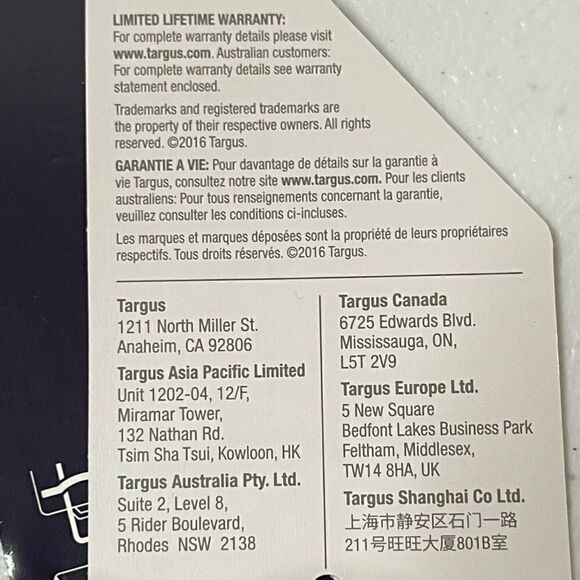 LIMITED LIFETIME WARRANTY:
For complete warranty details please visit
www.targus.com. Australian customers:
For complete warranty details see warranty
statement enclosed.
Trademarks and registered trademarks are
the property of their respective owners. All rights
reserved. ©2016 Targus.
GARANTIE A VIE: Pour davantage de détails sur la garantie à
vie Targus, consultez notre site www.targus.com. Pour les clients
australiens: Pour tous renseignements concernant la garantie,
veuillez consulter les conditions ci-incluses.
Les marques et marques déposées sont la propriété de leurs propriétaires
respectifs. Tous droits réservés. ©2016 Targus.
Targus
1211 North Miller St.
Anaheim, CA 92806
Targus Asia Pacific Limited
Unit 1202-04, 12/F,
Miramar Tower,
132 Nathan Rd.
Tsim Sha Tsui, Kowloon, HK
Targus Australia Pty. Ltd.
Suite 2, Level 8,
5 Rider Boulevard,
Rhodes NSW 2138
Targus Canada
6725 Edwards Blvd.
Mississauga, ON,
L5T 2V9
Targus Europe Ltd.
5 New Square
Bedfont Lakes Business Park
Feltham, Middlesex,
TW14 8HA, UK
Targus Shanghai Co Ltd.
上海市静安区石门一路
211号旺旺大厦801B室